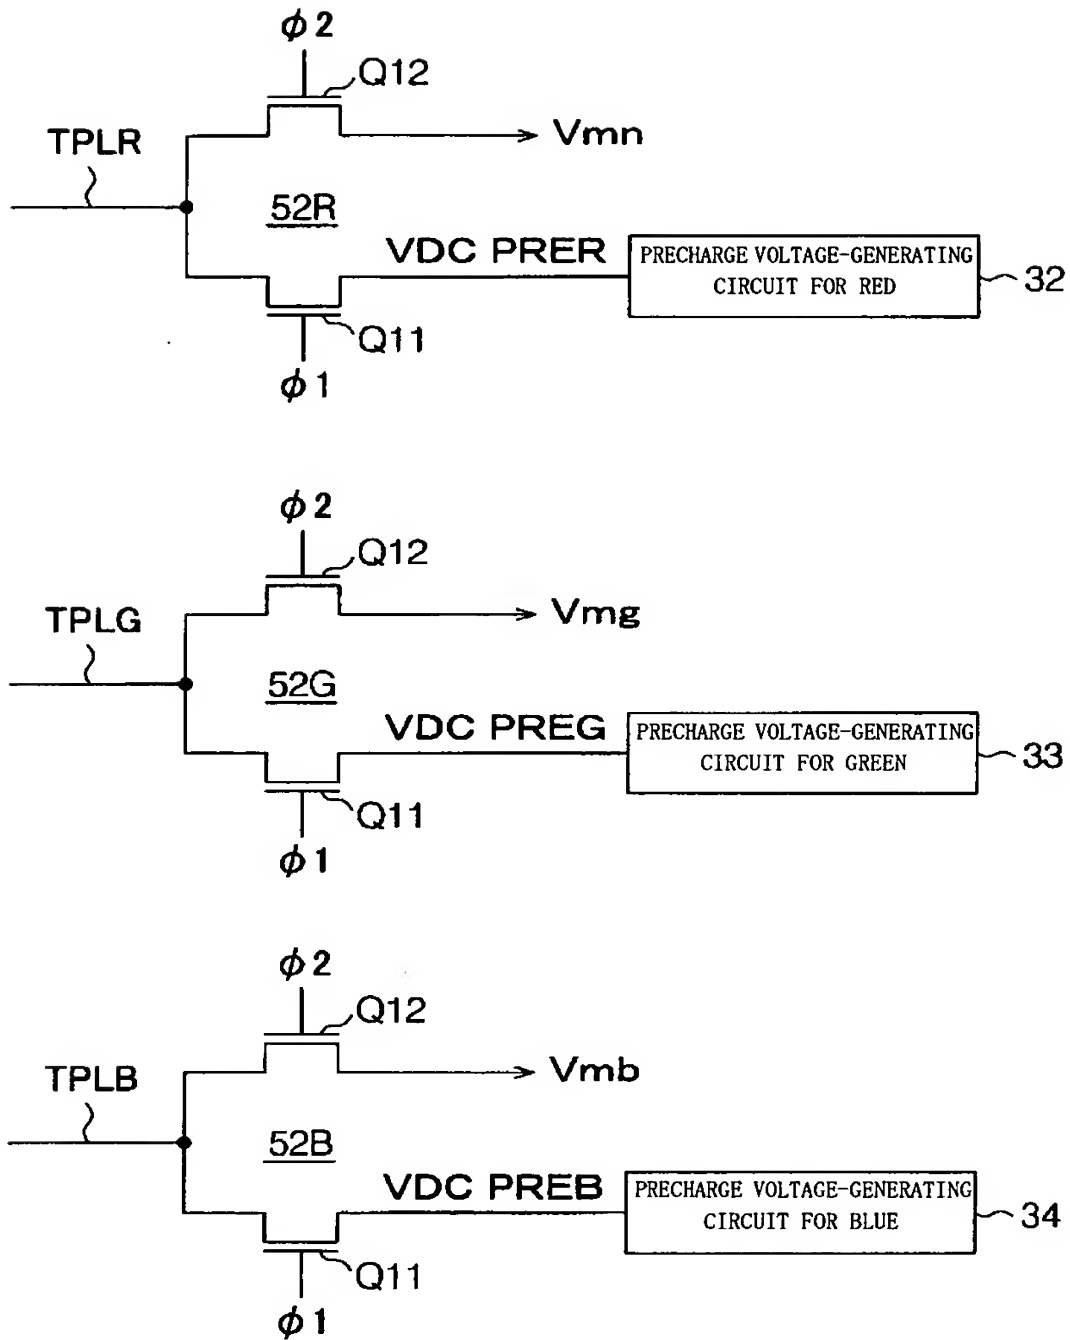 ϕ2
Q12
TPLR
Vmn
52R
VDC PRER
PRECHARGE VOLTAGE-GENERATING
CIRCUIT FOR RED
32
Q11
ϕ1
ϕ2
Q12
TPLG
Vmg
52G
VDC PREG
PRECHARGE VOLTAGE-GENERATING
CIRCUIT FOR GREEN
33
Q11
ϕ1
ϕ2
Q12
TPLB
Vmb
52B
VDC PREB
PRECHARGE VOLTAGE-GENERATING
CIRCUIT FOR BLUE
34
Q11
ϕ1